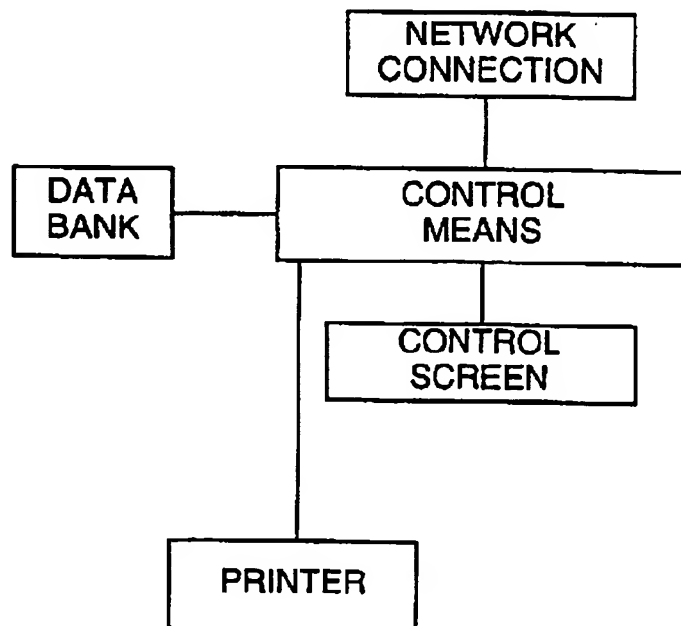 NETWORK
CONNECTION
DATA
BANK
CONTROL
MEANS
CONTROL
SCREEN
PRINTER